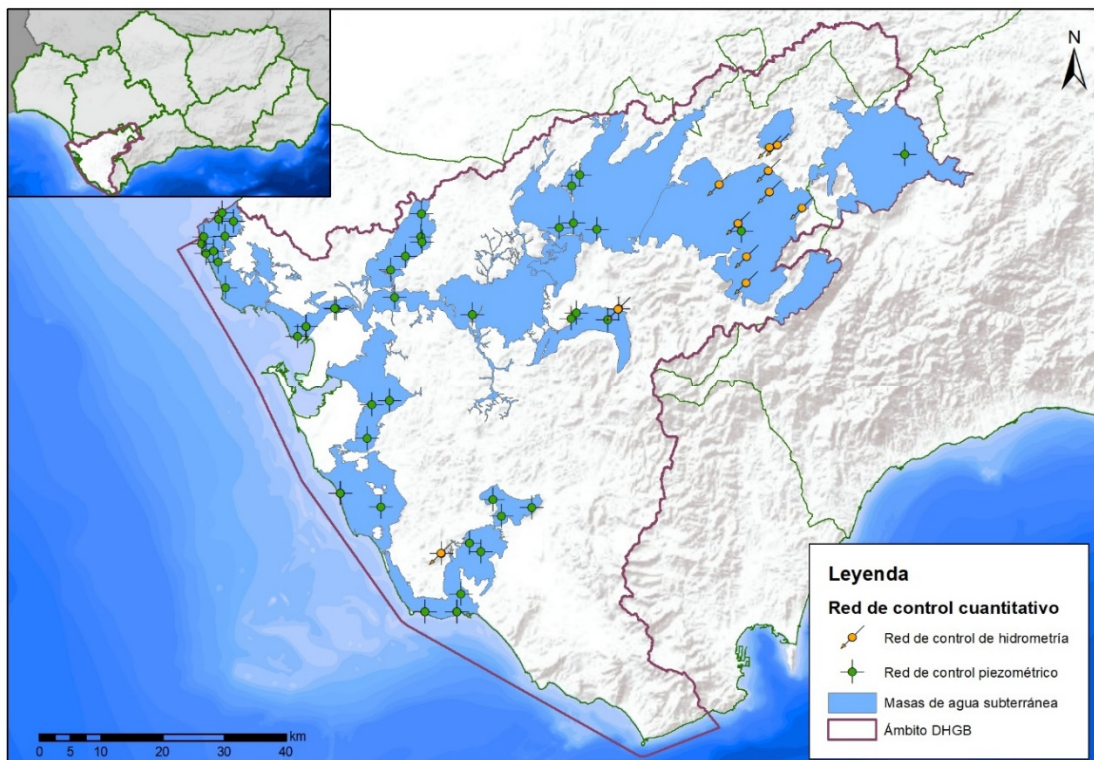 N
Leyenda
Red de control cuantitativo
Red de control de hidrometría
Red de control piezométrico
Masas de agua subterránea
Ámbito DHGB
km
0 5 10 20 30 40